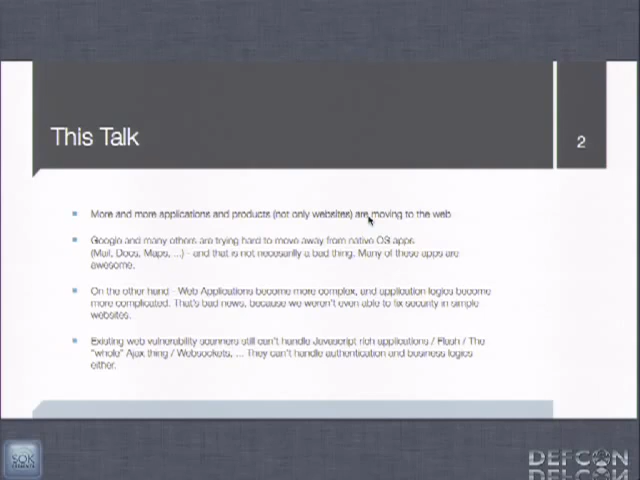 This Talk
2
More and more applications and products (not only websites) are moving to the web
Google and many others are trying hard to move away from native OS apps
(Mail, Docs, Maps, ...) - and that is not necessarily a bad thing. Many of these apps are
awesome.
On the other hand - Web Applications become more complex, and application logics become
more complicated. That's bad news, because we weren't even able to fix security in simple
websites.
Existing web vulnerability scanners still can't handle Javascript rich applications / Flash / The
"whole" Ajax thing / Websockets, ... They can't handle authentication and business logics
either.
SOK
DEFCON